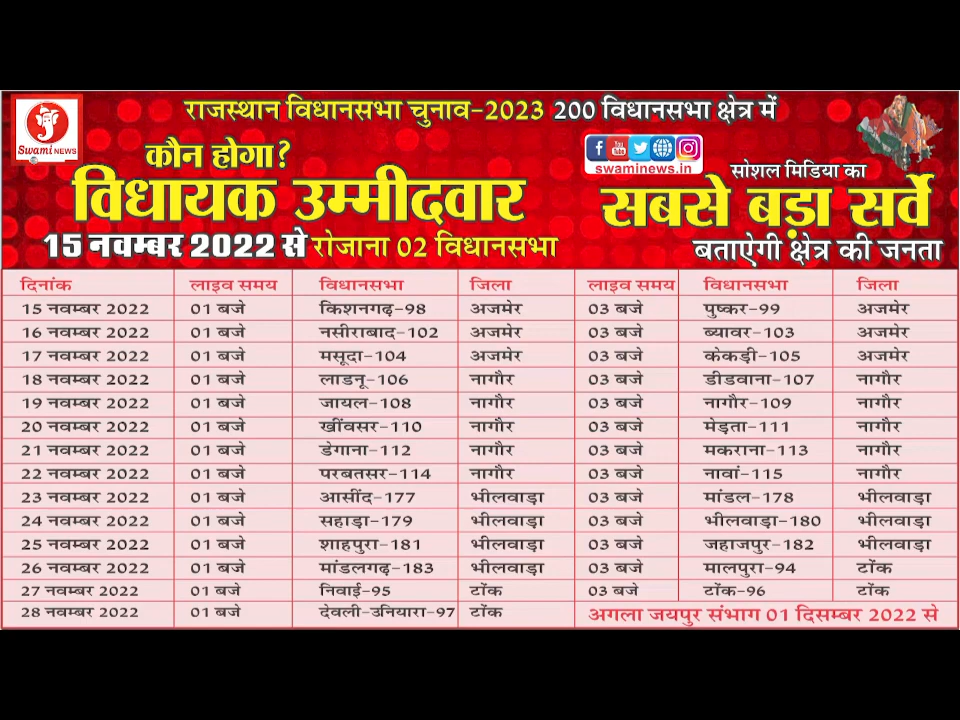 राजस्थान विधानसभा चुनाव-2023 200 विधानसभा क्षेत्र में
Swami NEWS
कौन होगा?
विधायक उम्मीदवार
15 नवम्बर 2022 से रोजाना 02 विधानसभा
You Tube
swaminews.in
सोशल मिडिया का
सबसे बड़ा सर्वे
बताऐगी क्षेत्र की जनता
दिनांक लाइव समय विधानसभा जिला लाइव समय विधानसभा जिला
15 नवम्बर 2022 01 बजे किशनगढ़-98 अजमेर 03 बजे पुष्कर-99 अजमेर
16 नवम्बर 2022 01 बजे नसीराबाद-102 अजमेर 03 बजे ब्यावर-103 अजमेर
17 नवम्बर 2022 01 बजे मसूदा-104 अजमेर 03 बजे केकड़ी-105 अजमेर
18 नवम्बर 2022 01 बजे लाडनू-106 नागौर 03 बजे डीडवाना-107 नागौर
19 नवम्बर 2022 01 बजे जायल-108 नागौर 03 बजे नागौर-109 नागौर
20 नवम्बर 2022 01 बजे खींवसर-110 नागौर 03 बजे मेड़ता-111 नागौर
21 नवम्बर 2022 01 बजे डेगाना-112 नागौर 03 बजे मकराना-113 नागौर
22 नवम्बर 2022 01 बजे परबतसर-114 नागौर 03 बजे नावां-115 नागौर
23 नवम्बर 2022 01 बजे आसींद-177 भीलवाड़ा 03 बजे मांडल-178 भीलवाड़ा
24 नवम्बर 2022 01 बजे सहाड़ा-179 भीलवाड़ा 03 बजे भीलवाड़ा-180 भीलवाड़ा
25 नवम्बर 2022 01 बजे शाहपुरा-181 भीलवाड़ा 03 बजे जहाजपुर-182 भीलवाड़ा
26 नवम्बर 2022 01 बजे मांडलगढ़-183 भीलवाड़ा 03 बजे मालपुरा-94 टोंक
27 नवम्बर 2022 01 बजे निवाई-95 टोंक 03 बजे टोंक-96 टोंक
28 नवम्बर 2022 01 बजे देवली-उनियारा-97 टोंक अगला जयपुर संभाग 01 दिसम्बर 2022 से